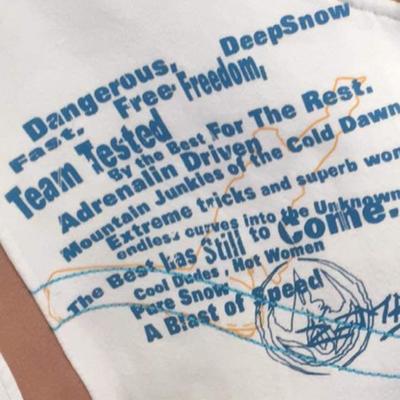 Dangerous, DeepSnow
Fast, Free Freedom,
Team Tested
By the Best For The Rest.
Adrenalin Driven
Mountain Junkies of the Cold Dawn
Extreme tricks and superb wor
endless curves into the Unknown
The Best has Still to Come.
Cool Dudes, Hot Women
Pure Snow
A Blast of Speed